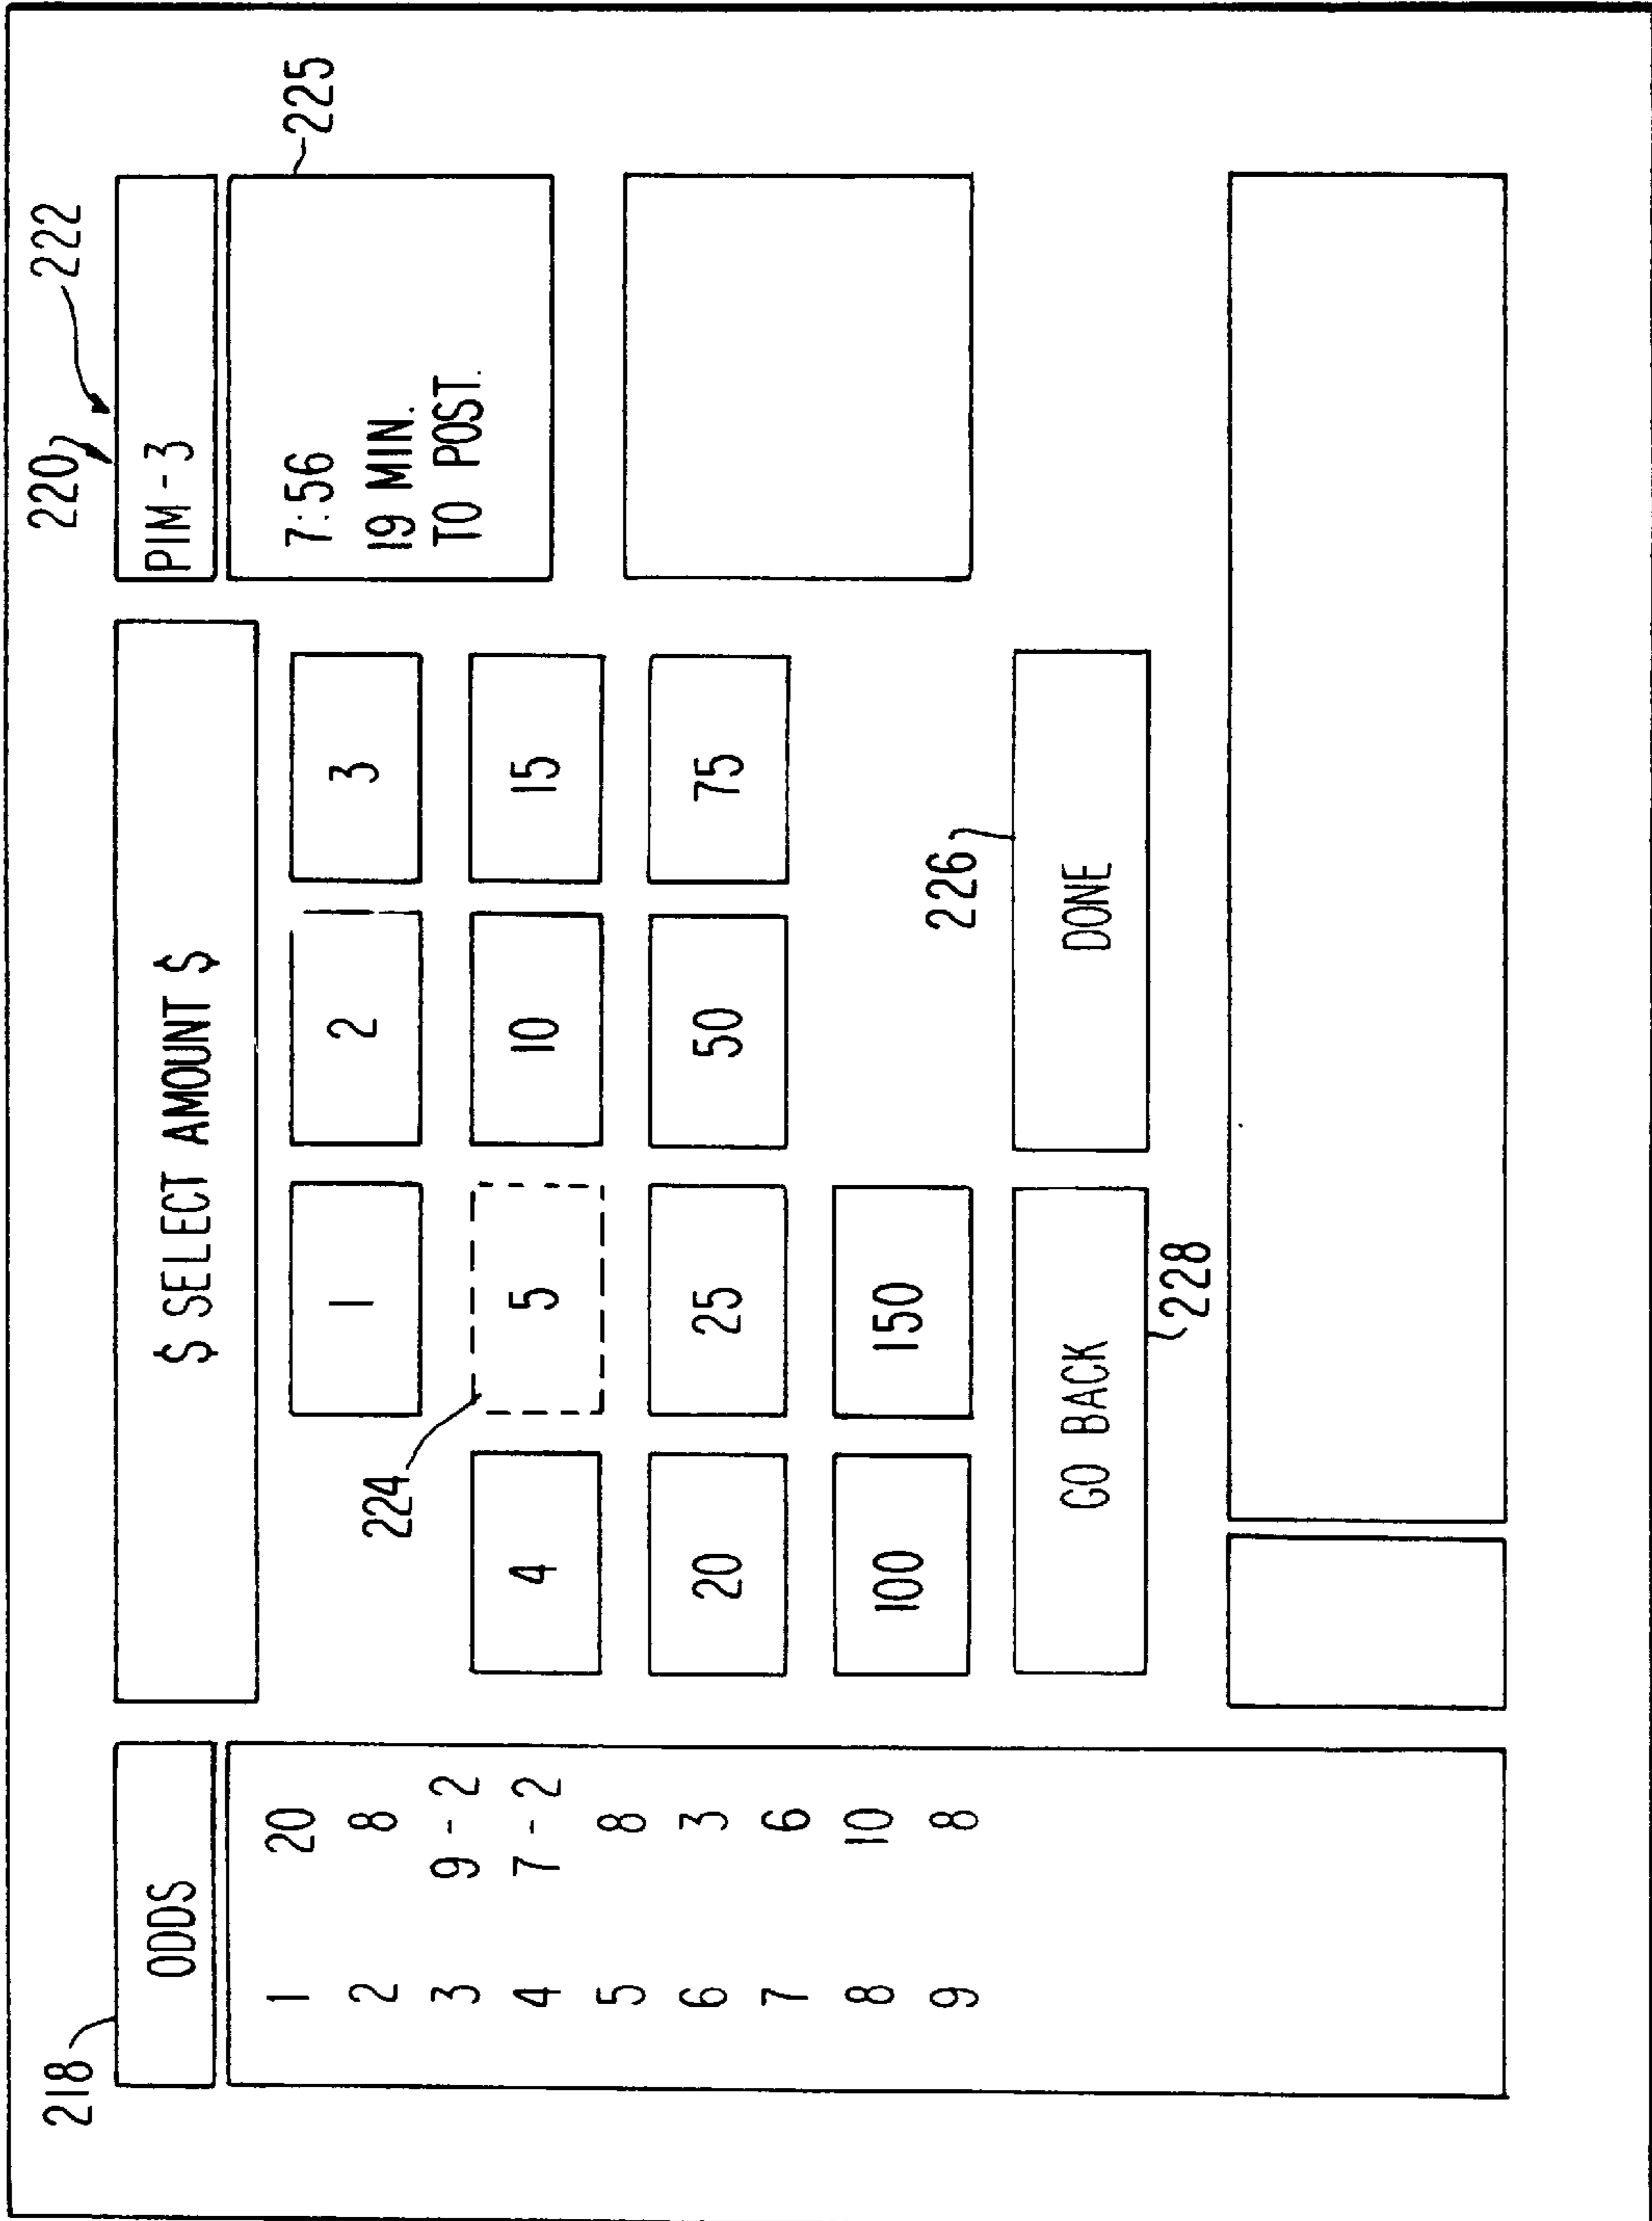 218
220
222
ODDS
$ SELECT AMOUNT $
PIM - 3
225
1 20
2 8
3 9 - 2
4 7 - 2
5 8
6 3
7 6
8 10
9 8
1 2 3
224
4 5 10 15
20 25 50 75
100 150
7:56
19 MIN.
TO POST.
226
GO BACK
DONE
228